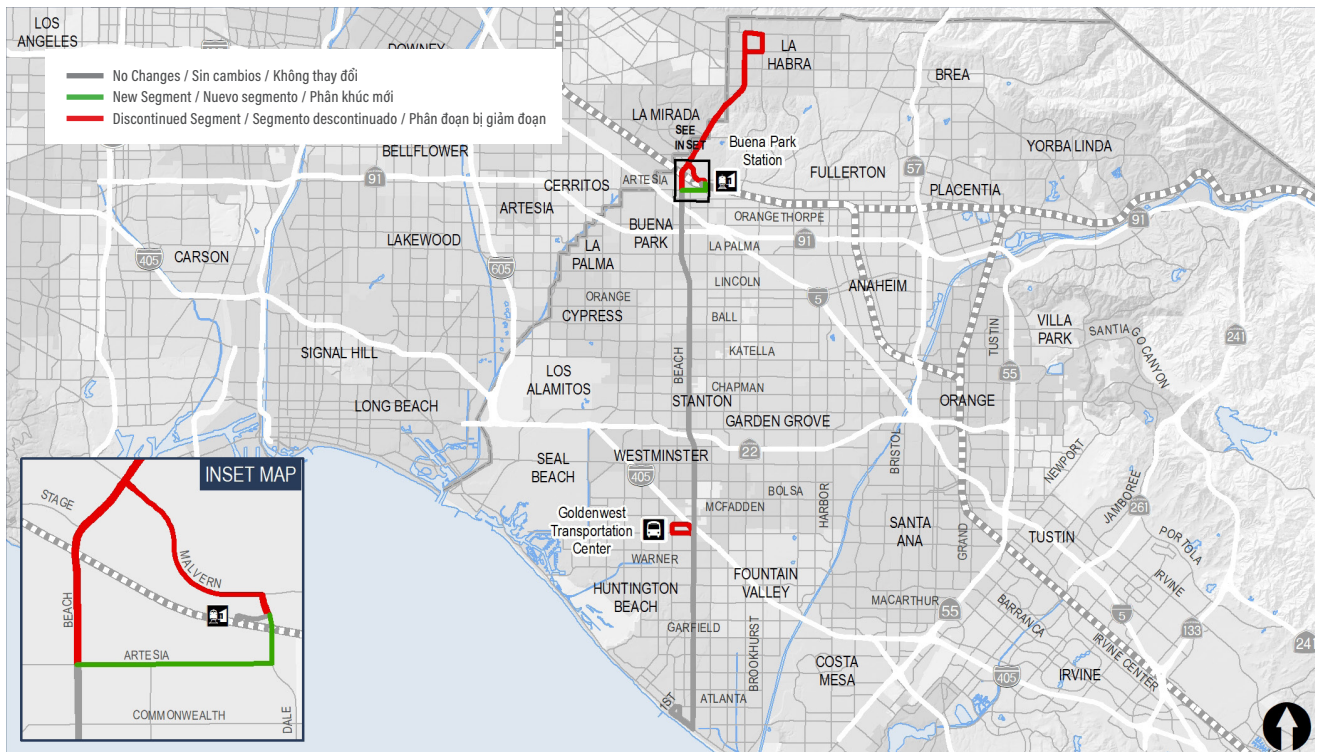 LOS
ANGELES
DOWNEY
No Changes / Sin cambios / Không thay đổi
New Segment / Nuevo segmento / Phân khúc mới
Discontinued Segment / Segmento descontinuado / Phân đoạn bị giảm đoạn
LA
HABRA
BREA
LA MIRADA
SEE
INSET
Buena Park
Station
BELLFLOWER
91
CERRITOS
ARTESIA
FULLERTON
57
YORBA LINDA
PLACENTIA
ARTESIA
BUENA
PARK
ORANGETHORPE
91
91
LAKEWOOD
LA
PALMA
LA PALMA
405
CARSON
605
LINCOLN
ANAHEIM
5
ORANGE
CYPRESS
BALL
VILLA
PARK
SANTIAGO CANYON
241
TUSTIN
SIGNAL HILL
KATELLA
BEACH
LOS
ALAMITOS
CHAPMAN
55
STANTON
ORANGE
LONG BEACH
GARDEN GROVE
22
BRISTOL
SEAL
BEACH
WESTMINSTER
405
NEWPORT
BOLSA
MCFADDEN
HARBOR
JAMBOREE
261
Goldenwest
Transportation
Center
SANTA
ANA
GRAND
TUSTIN
PORTOLA
WARNER
IRVINE
HUNTINGTON
BEACH
FOUNTAIN
VALLEY
MACARTHUR
55
BARRANCA
5
133
241
GARFIELD
BROOKHURST
IRVINE CENTER
COSTA
MESA
405
IRVINE
1ST
ATLANTA
INSET MAP
STAGE
MALVERN
BEACH
ARTESIA
COMMONWEALTH
DALE